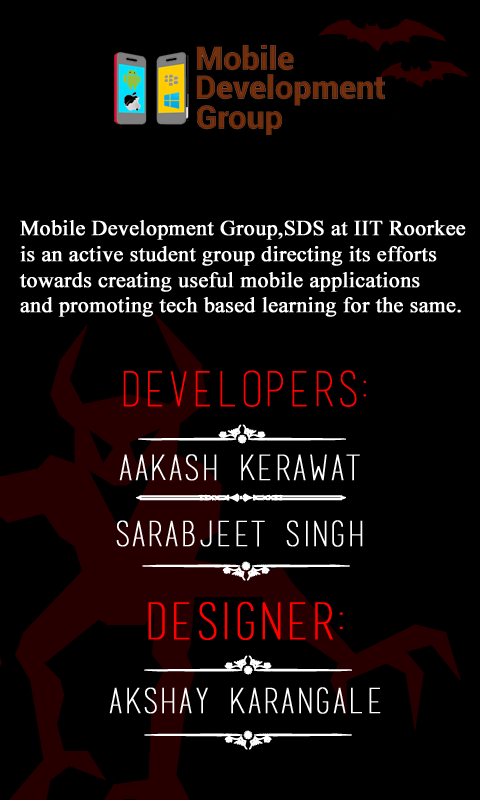 Mobile
Development
Group
Mobile Development Group,SDS at IIT Roorkee
is an active student group directing its efforts
towards creating useful mobile applications
and promoting tech based learning for the same.
DEVELOPERS:
AAKASH KERAWAT
SARABJEET SINGH
DESIGNER:
AKSHAY KARANGALE